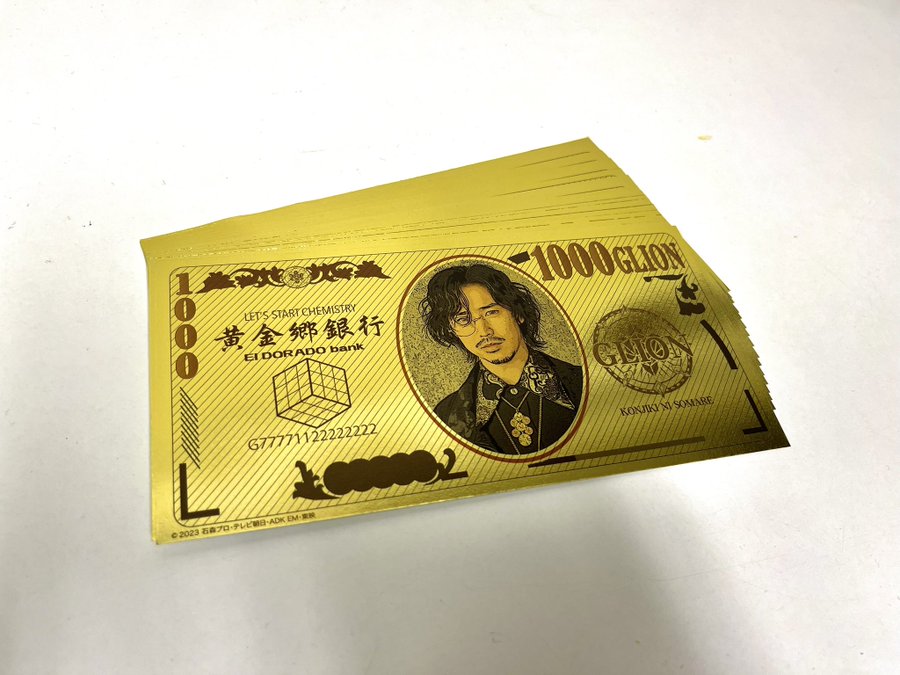 1000
1000GLION
LET'S START CHEMISTRY
黄金郷銀行
El DORADO bank
GLION
G77771122222222
KONJIKI NI SOMARE
© 2023 石森プロ・テレビ朝日・ADK EM・東映